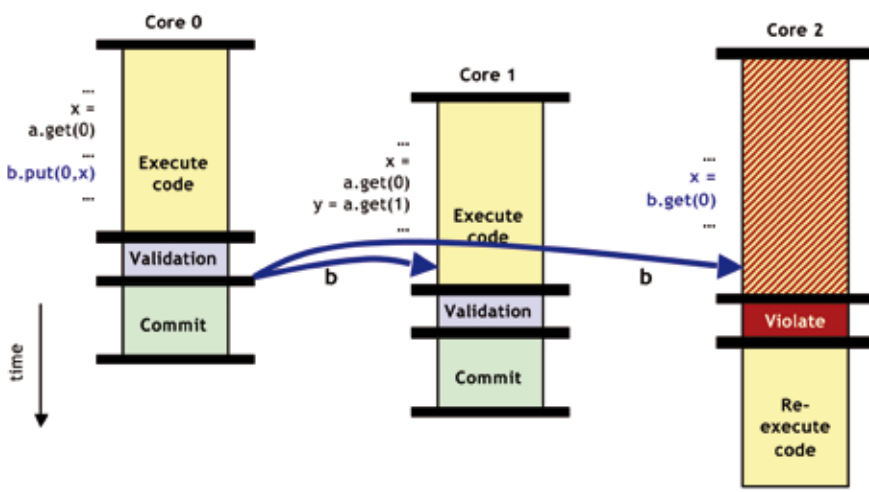 Core 0
...
x =
a.get(0)
...
b.put(0,x)
...
Execute
code
Validation
Commit
time
Core 1
...
x =
a.get(0)
y = a.get(1)
...
Execute
code
b
Validation
Commit
Core 2
...
x =
b.get(0)
...
b
Violate
Re-
execute
code